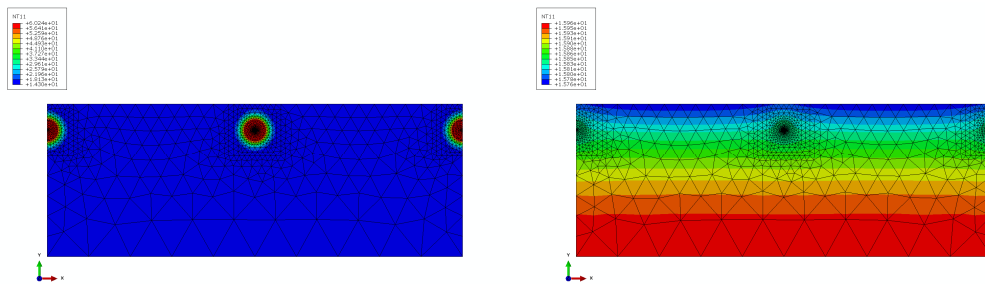 NT11
+6.024e+01
+5.641e+01
+5.259e+01
+4.876e+01
+4.493e+01
+4.110e+01
+3.727e+01
+3.344e+01
+2.961e+01
+2.579e+01
+2.196e+01
+1.813e+01
+1.430e+01
Y
X
NT11
+1.596e+01
+1.595e+01
+1.593e+01
+1.591e+01
+1.590e+01
+1.588e+01
+1.586e+01
+1.585e+01
+1.583e+01
+1.581e+01
+1.580e+01
+1.578e+01
+1.576e+01
Y
X